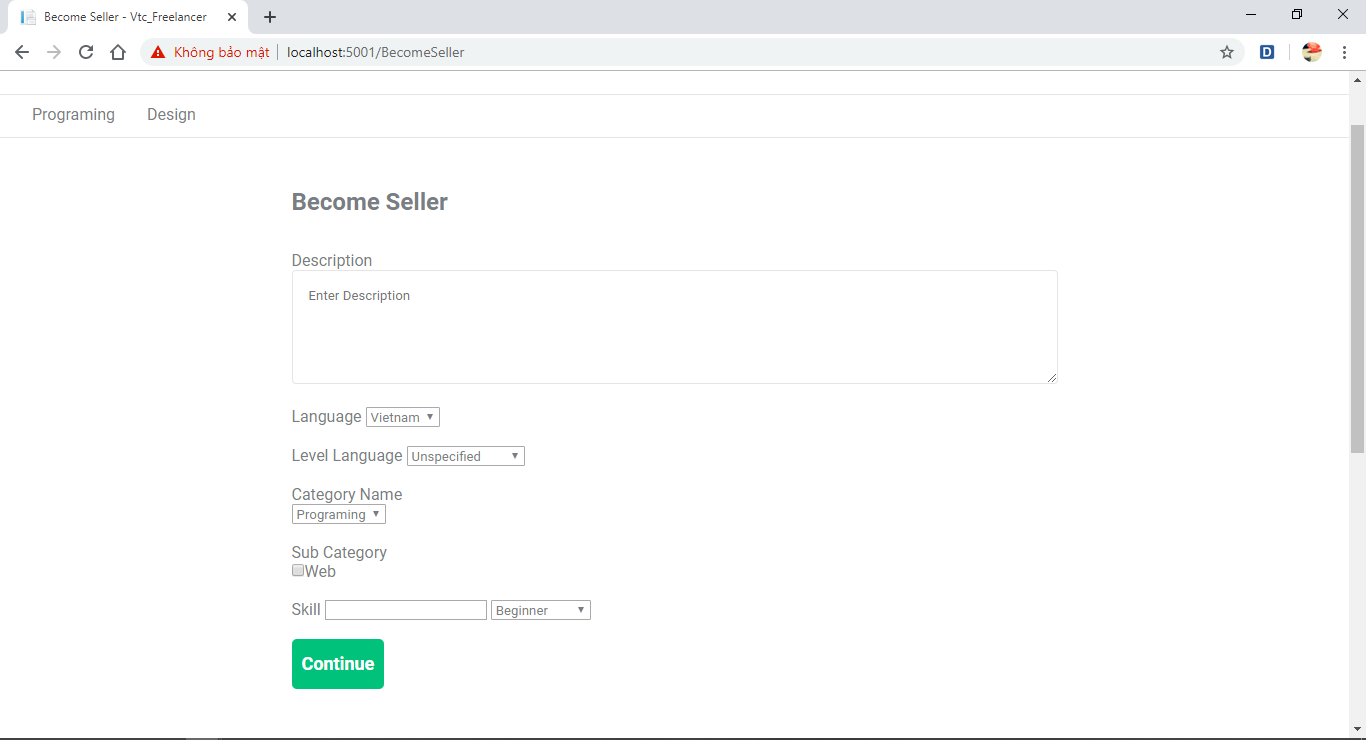 Become Seller - Vtc_Freelancer
Không bảo mật localhost:5001/BecomeSeller
D
Programing Design
Become Seller
Description
Enter Description
Language Vietnam
Level Language Unspecified
Category Name
Programing
Sub Category
Web
Skill Beginner
Continue